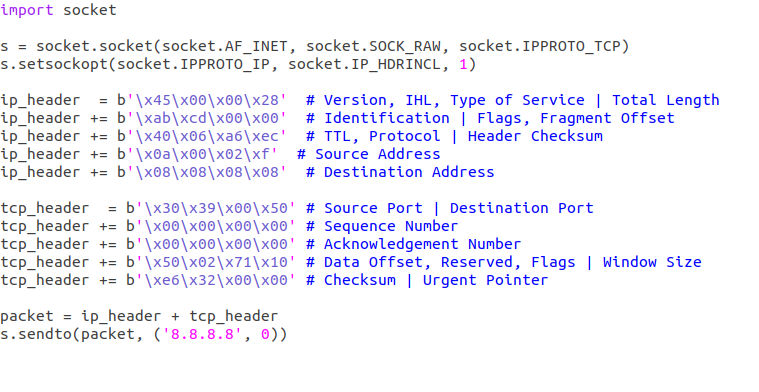 import socket
s = socket.socket(socket.AF_INET, socket.SOCK_RAW, socket.IPPROTO_TCP)
s.setsockopt(socket.IPPROTO_IP, socket.IP_HDRINCL, 1)
ip_header  = b'\x45\x00\x00\x28'  # Version, IHL, Type of Service | Total Length
ip_header += b'\xab\xcd\x00\x00'  # Identification | Flags, Fragment Offset
ip_header += b'\x40\x06\xa6\xec'  # TTL, Protocol | Header Checksum
ip_header += b'\x0a\x00\x02\xf'  # Source Address
ip_header += b'\x08\x08\x08\x08'  # Destination Address
tcp_header  = b'\x30\x39\x00\x50' # Source Port | Destination Port
tcp_header += b'\x00\x00\x00\x00' # Sequence Number
tcp_header += b'\x00\x00\x00\x00' # Acknowledgement Number
tcp_header += b'\x50\x02\x71\x10' # Data Offset, Reserved, Flags | Window Size
tcp_header += b'\xe6\x32\x00\x00' # Checksum | Urgent Pointer
packet = ip_header + tcp_header
s.sendto(packet, ('8.8.8.8', 0))